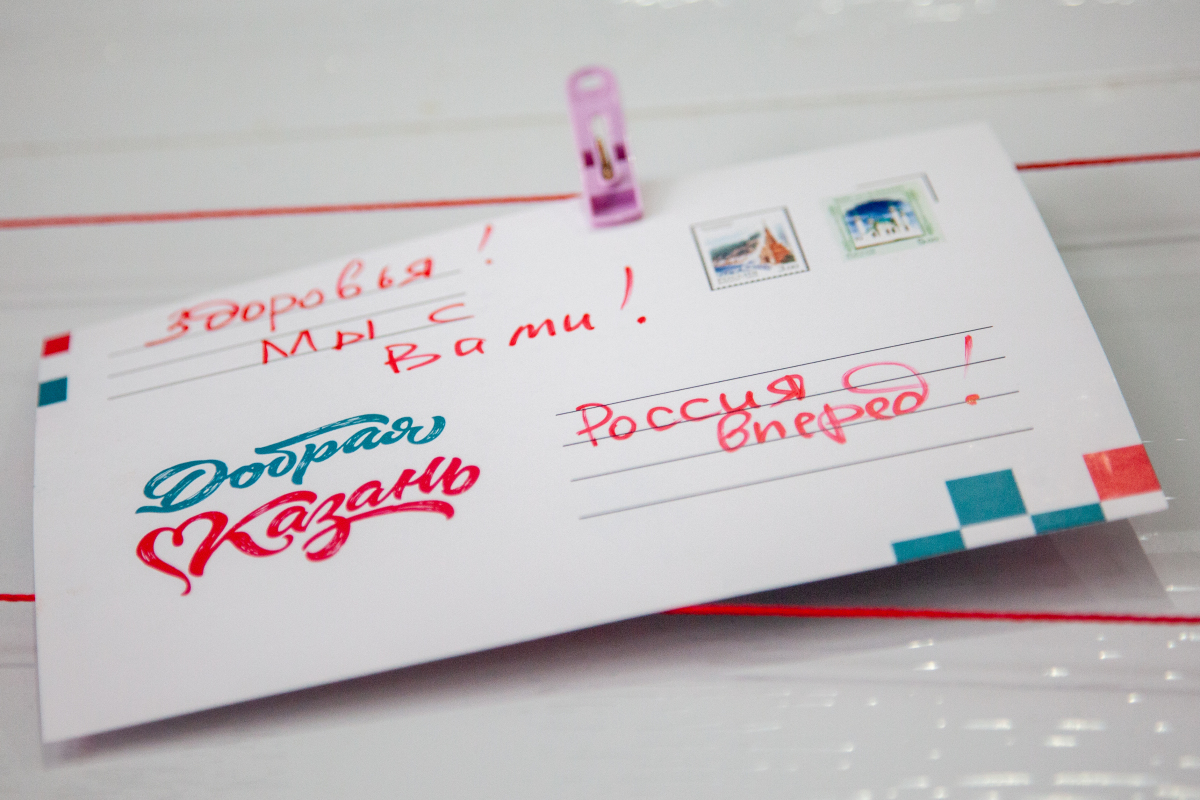 Здоровья!
Мы с
Вами!
Россия
вперед!
Добрая
Казань